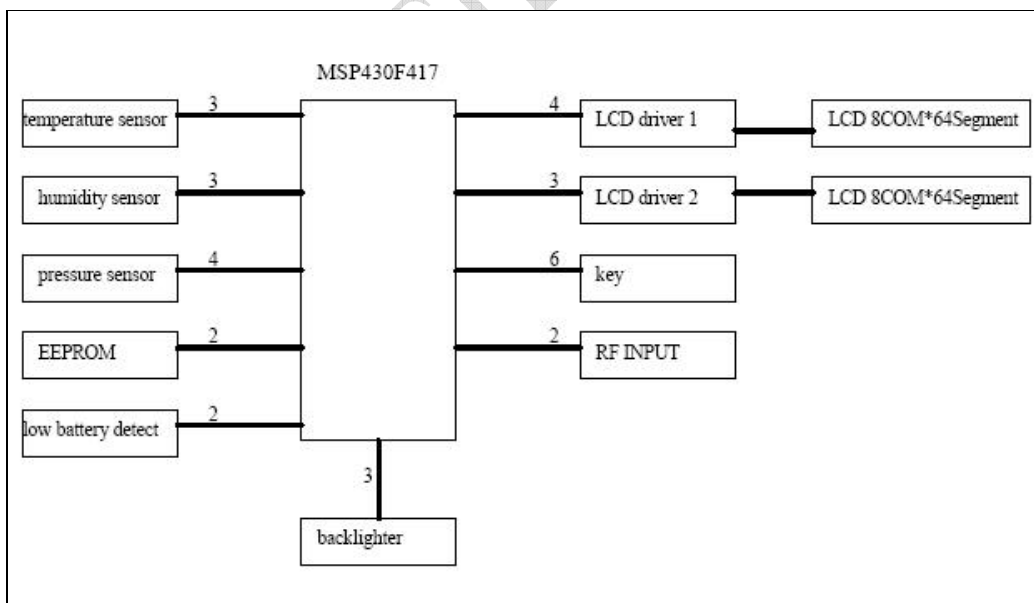 MSP430F417
temperature sensor
3
4
LCD driver 1
LCD 8COM*64Segment
humidity sensor
3
3
LCD driver 2
LCD 8COM*64Segment
pressure sensor
4
6
key
EEPROM
2
2
RF INPUT
low battery detect
2
3
backlighter